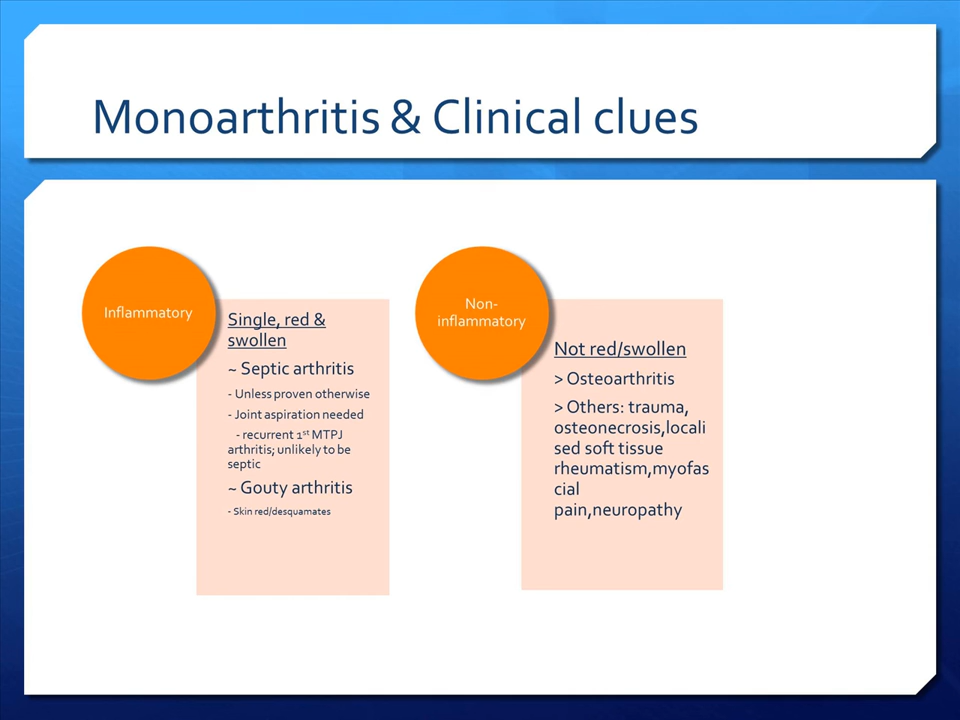 Monoarthritis & Clinical clues
Inflammatory
Single, red &
swollen
~ Septic arthritis
- Unless proven otherwise
- Joint aspiration needed
- recurrent 1st MTPJ
arthritis; unlikely to be
septic
~ Gouty arthritis
- Skin red/desquamates
Non-
inflammatory
Not red/swollen
> Osteoarthritis
> Others: trauma,
osteonecrosis,locali
sed soft tissue
rheumatism,myofas
cial
pain,neuropathy